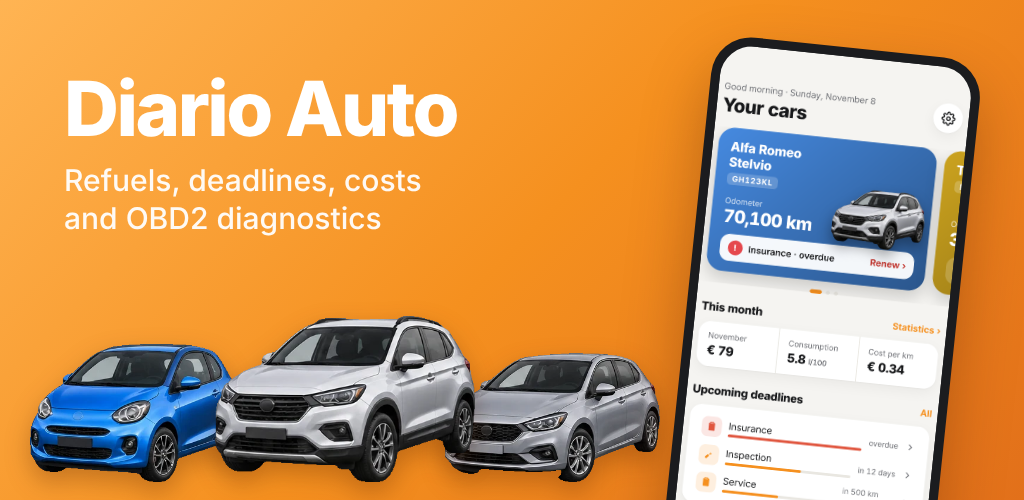 Diario Auto
Refuels, deadlines, costs
and OBD2 diagnostics
Good morning · Sunday, November 8
Your cars
Alfa Romeo
Stelvio
GH123KL
Odometer
70,100 km
! Insurance · overdue Renew ›
This month
Statistics ›
November
€ 79
Consumption
5.8 l/100
Cost per km
€ 0.34
Upcoming deadlines
All
Insurance overdue ›
Inspection in 12 days ›
Service in 500 km